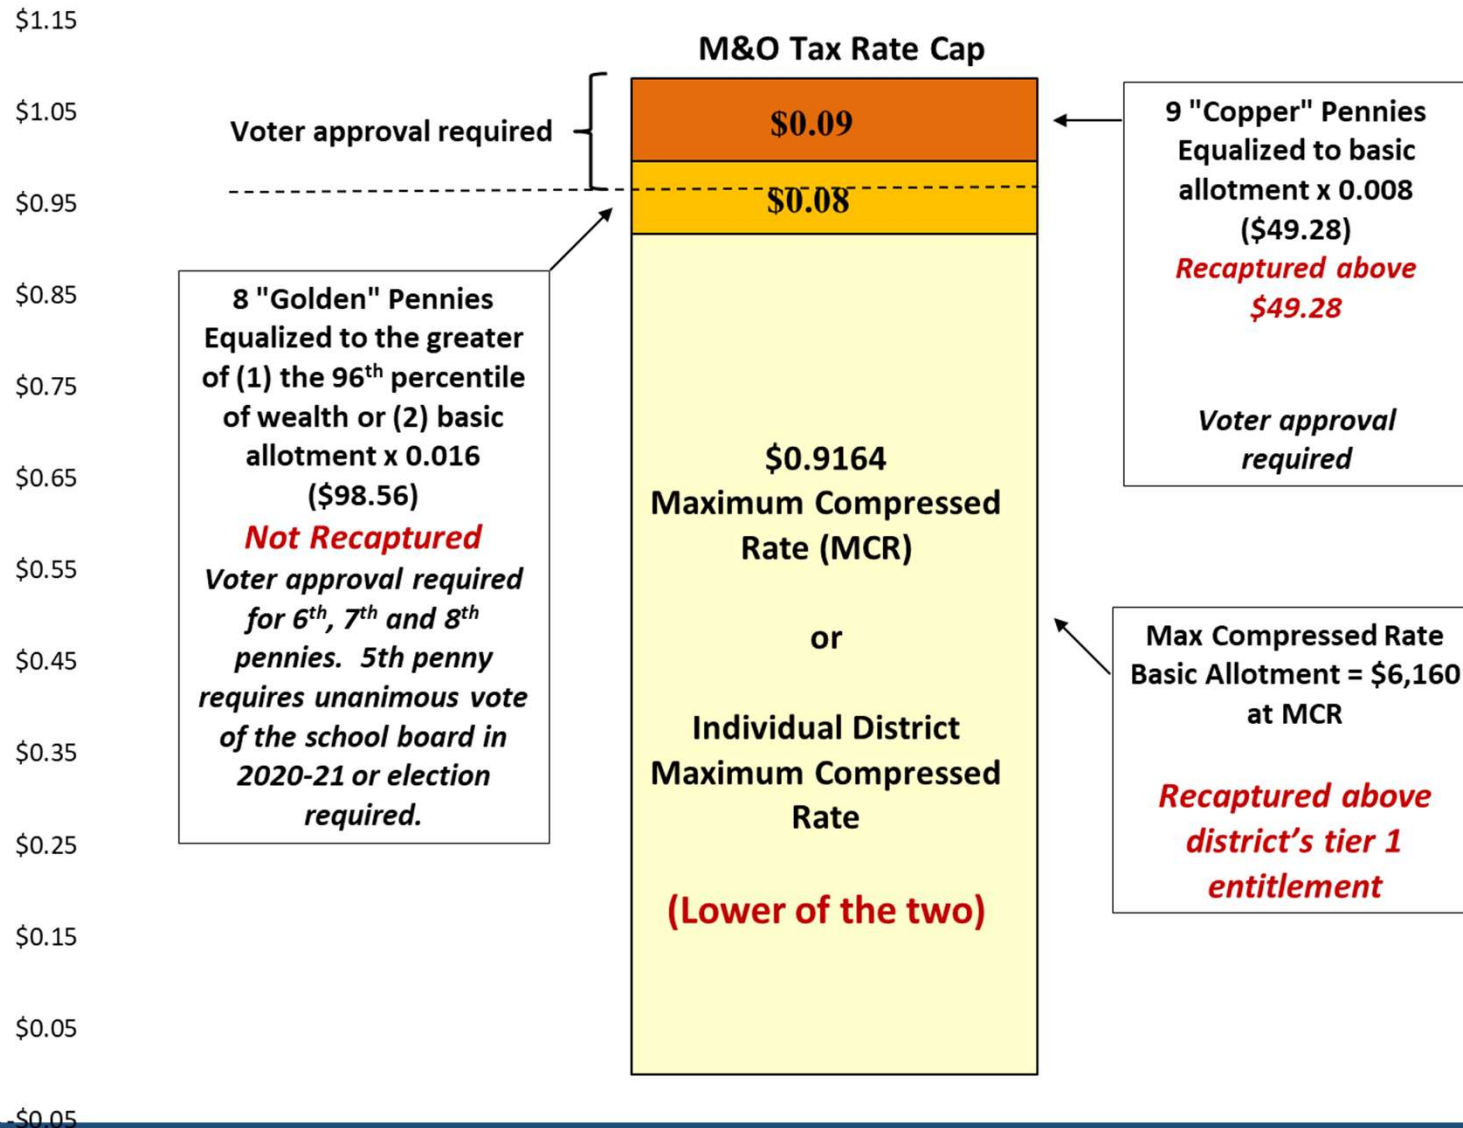 $1.15
$1.05
$0.95
$0.85
$0.75
$0.65
$0.55
$0.45
$0.35
$0.25
$0.15
$0.05
-$0.05
M&O Tax Rate Cap
Voter approval required
$0.09
$0.08
8 "Golden" Pennies
Equalized to the greater
of (1) the 96th percentile
of wealth or (2) basic
allotment x 0.016
($98.56)
Not Recaptured
Voter approval required
for 6th, 7th and 8th
pennies.  5th penny
requires unanimous vote
of the school board in
2020-21 or election
required.
$0.9164
Maximum Compressed
Rate (MCR)
or
Individual District
Maximum Compressed
Rate
(Lower of the two)
9 "Copper" Pennies
Equalized to basic
allotment x 0.008
($49.28)
Recaptured above
$49.28
Voter approval
required
Max Compressed Rate
Basic Allotment = $6,160
at MCR
Recaptured above
district’s tier 1
entitlement